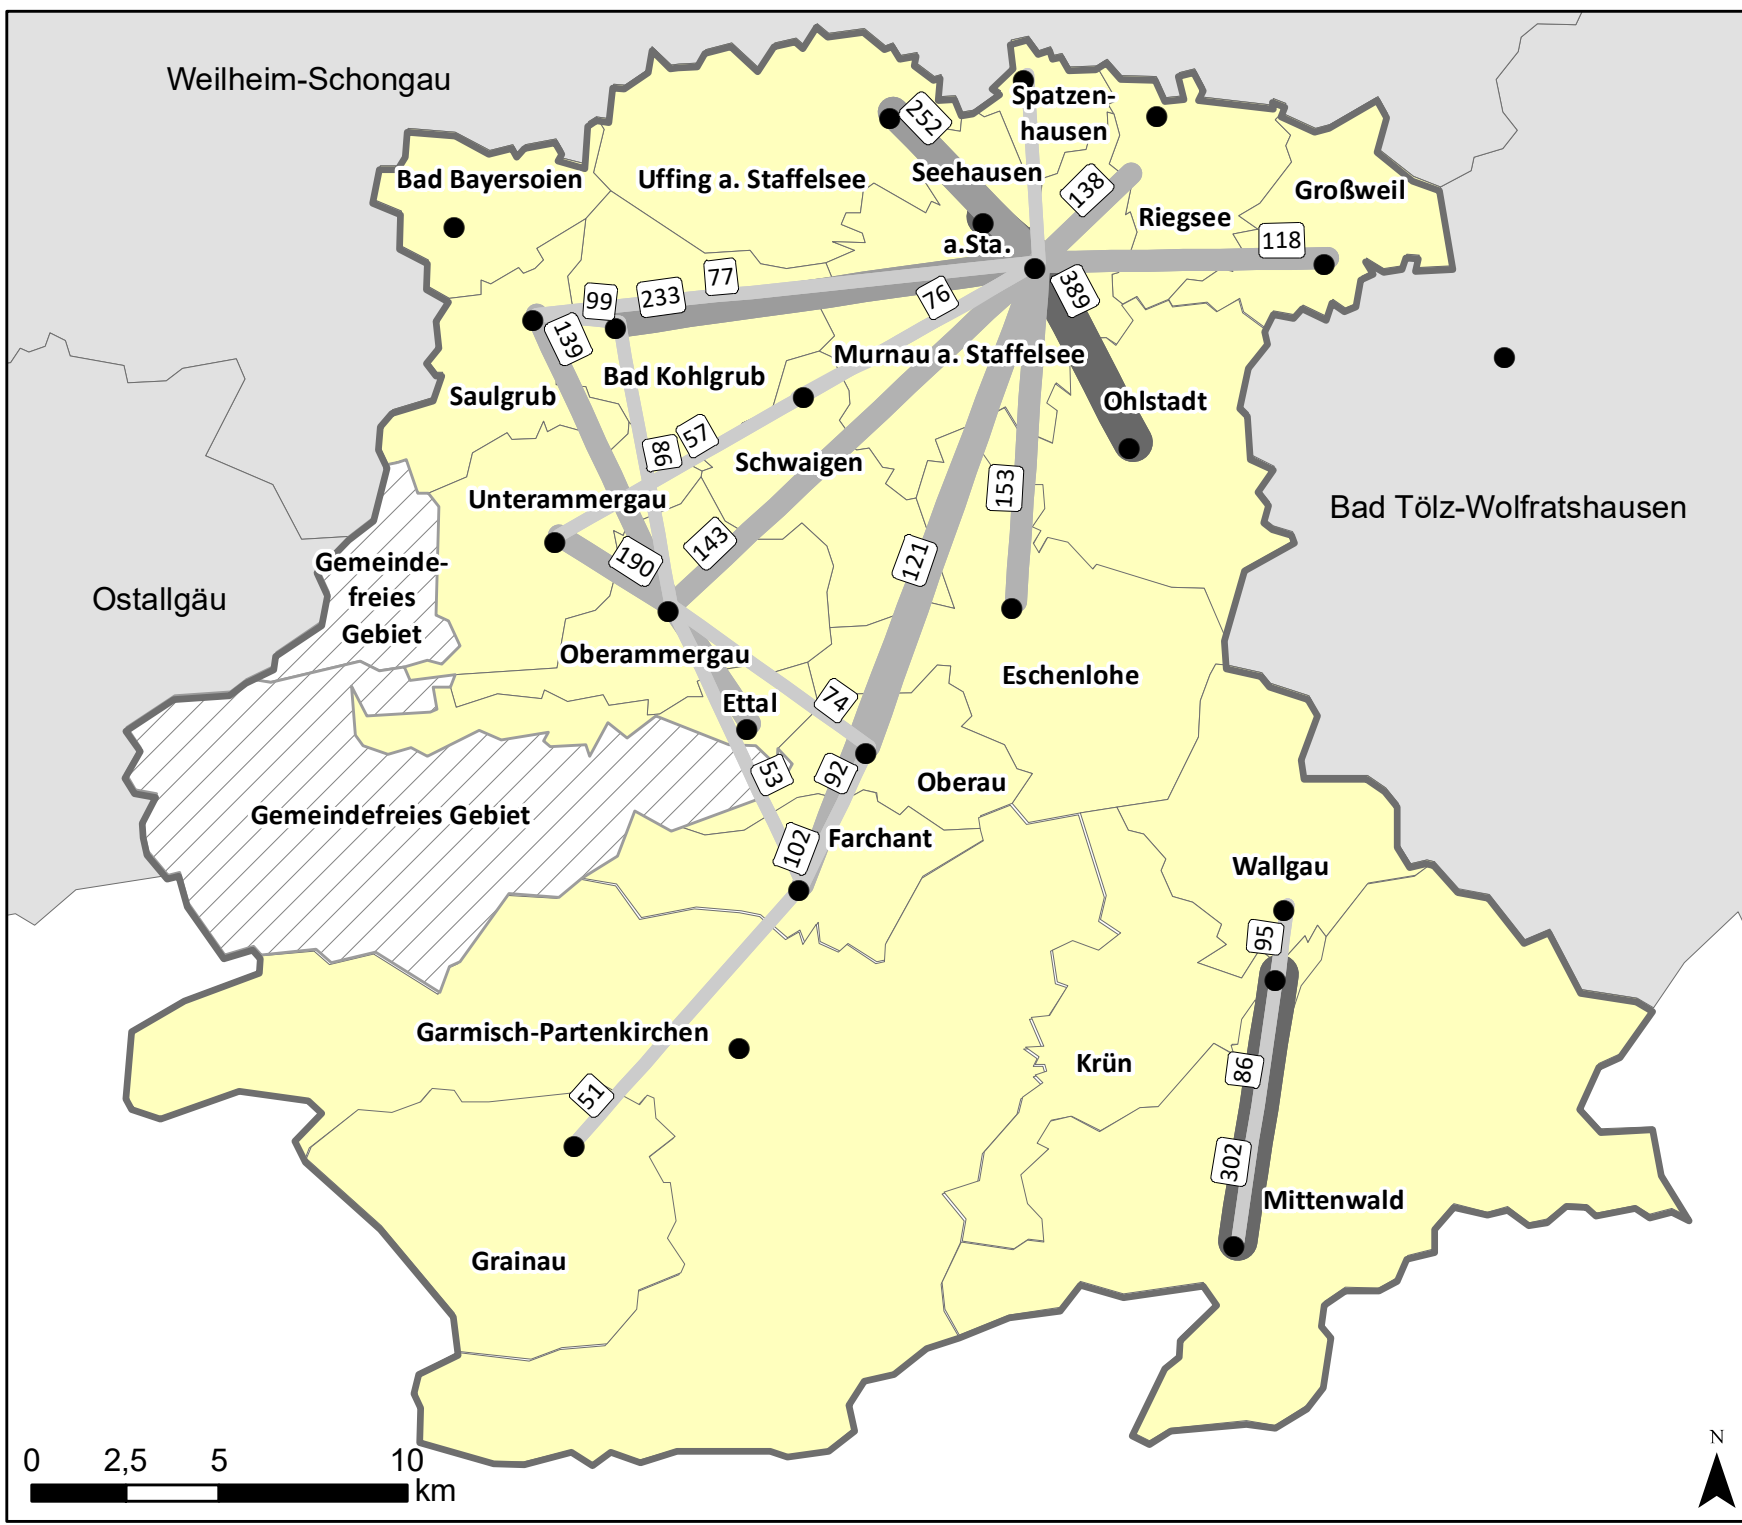 Weilheim-Schongau
Spatzen-
hausen
252
Bad Bayersoien
Uffing a. Staffelsee
Seehausen
138
Großweil
Riegsee
a.Sta.
118
77
99
233
76
389
139
Murnau a. Staffelsee
Bad Kohlgrub
Saulgrub
Ohlstadt
57
86
Schwaigen
153
Unterammergau
Bad Tölz-Wolfratshausen
143
190
121
Gemeinde-
freies
Gebiet
Ostallgäu
Oberammergau
Eschenlohe
Ettal
74
53
92
Oberau
Gemeindefreies Gebiet
102
Farchant
Wallgau
95
Garmisch-Partenkirchen
Krün
86
51
302
Mittenwald
Grainau
0
2,5
5
10
km
N